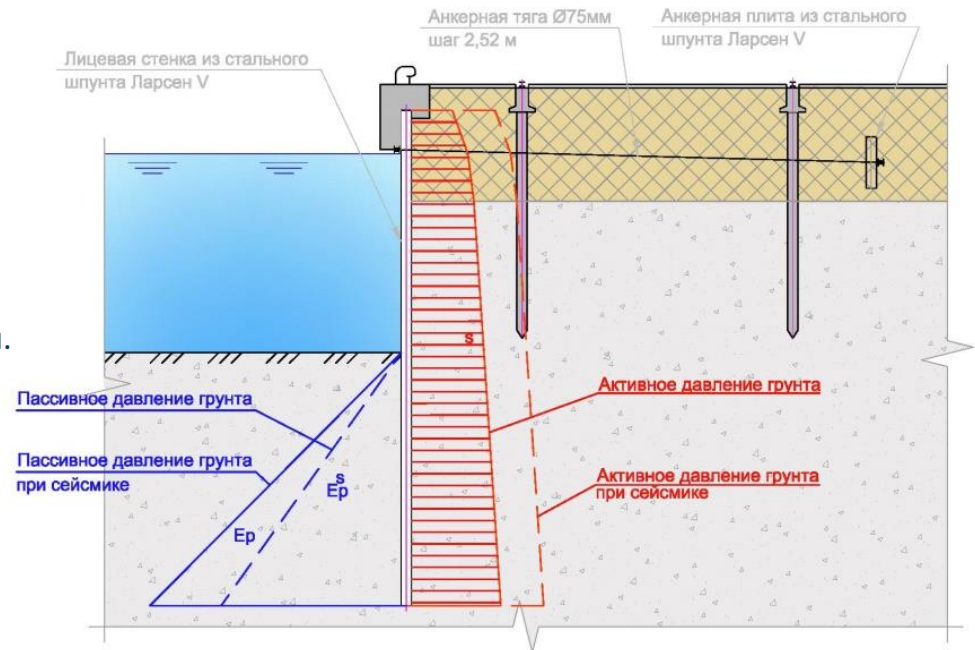 Анкерная тяга Ø75мм
шаг 2,52 м
Анкерная плита из стального
шпунта Ларсен V
Лицевая стенка из стального
шпунта Ларсен V
s
Активное давление грунта
Пассивное давление грунта
Пассивное давление грунта
при сейсмике
Активное давление грунта
при сейсмике
s
Ep
Ep